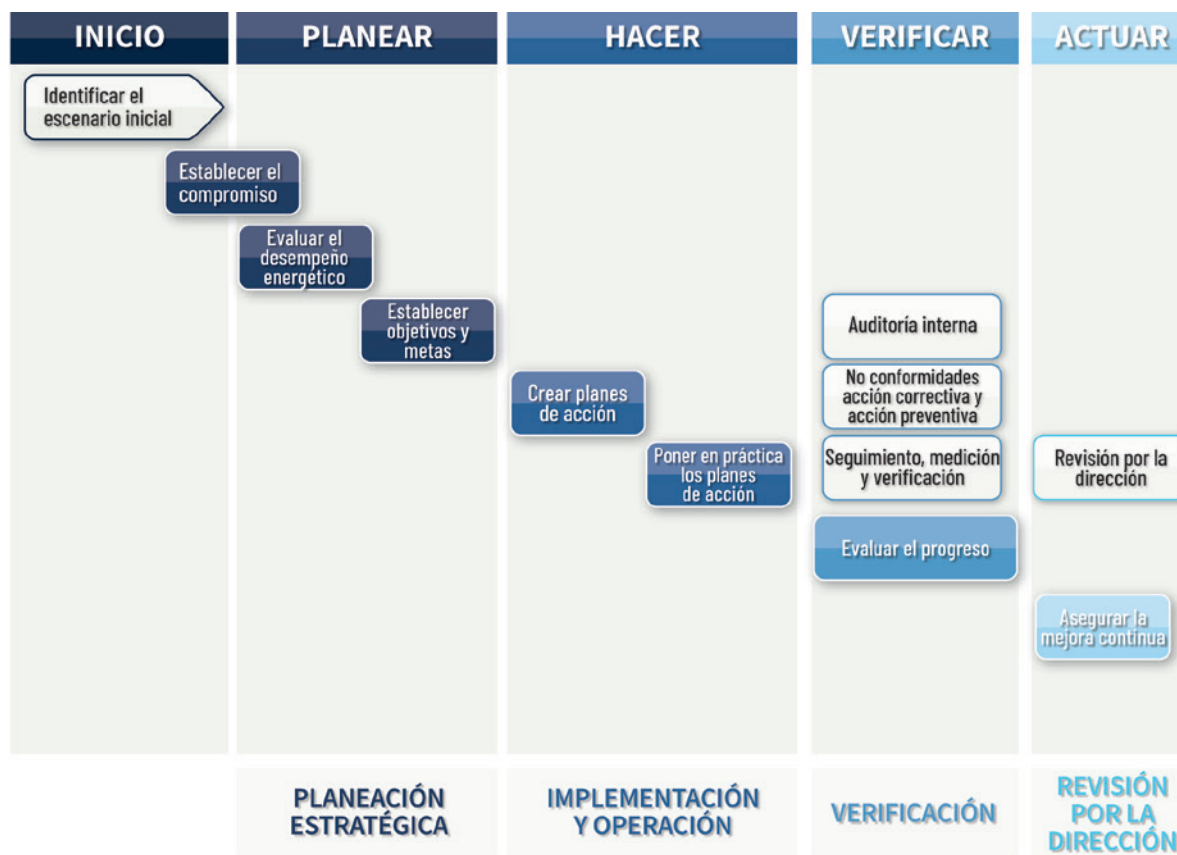 INICIO
PLANEAR
HACER
VERIFICAR
ACTUAR
Identificar el
escenario inicial
Establecer el
compromiso
Evaluar el
desempeño
energético
Establecer
objetivos y
metas
Crear planes
de acción
Poner en práctica
los planes
de acción
Auditoría interna
No conformidades
acción correctiva y
acción preventiva
Seguimiento, medición
y verificación
Evaluar el progreso
Revisión por la
dirección
Asegurar la
mejora continua
PLANEACIÓN
ESTRATÉGICA
IMPLEMENTACIÓN
Y OPERACIÓN
VERIFICACIÓN
REVISIÓN
POR LA
DIRECCIÓN